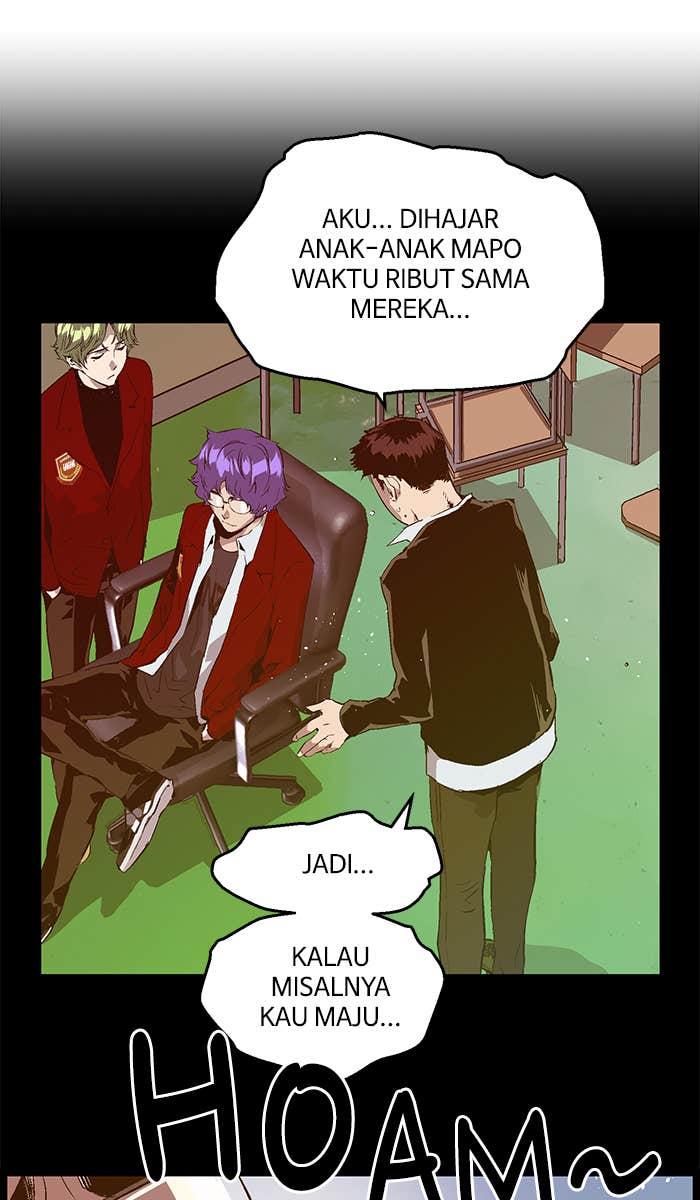 AKU... DIHAJAR
ANAK-ANAK MAPO
WAKTU RIBUT SAMA
MEREKA...
JADI...
KALAU
MISALNYA
KAU MAJU...
HOAM~